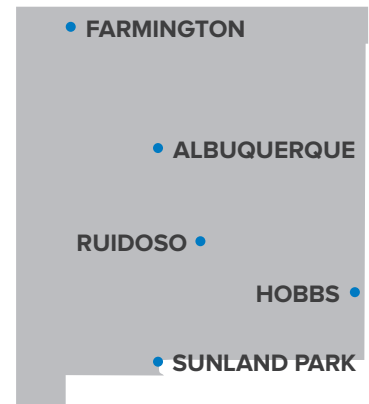 FARMINGTON
ALBUQUERQUE
RUIDOSO
HOBBS
SUNLAND PARK